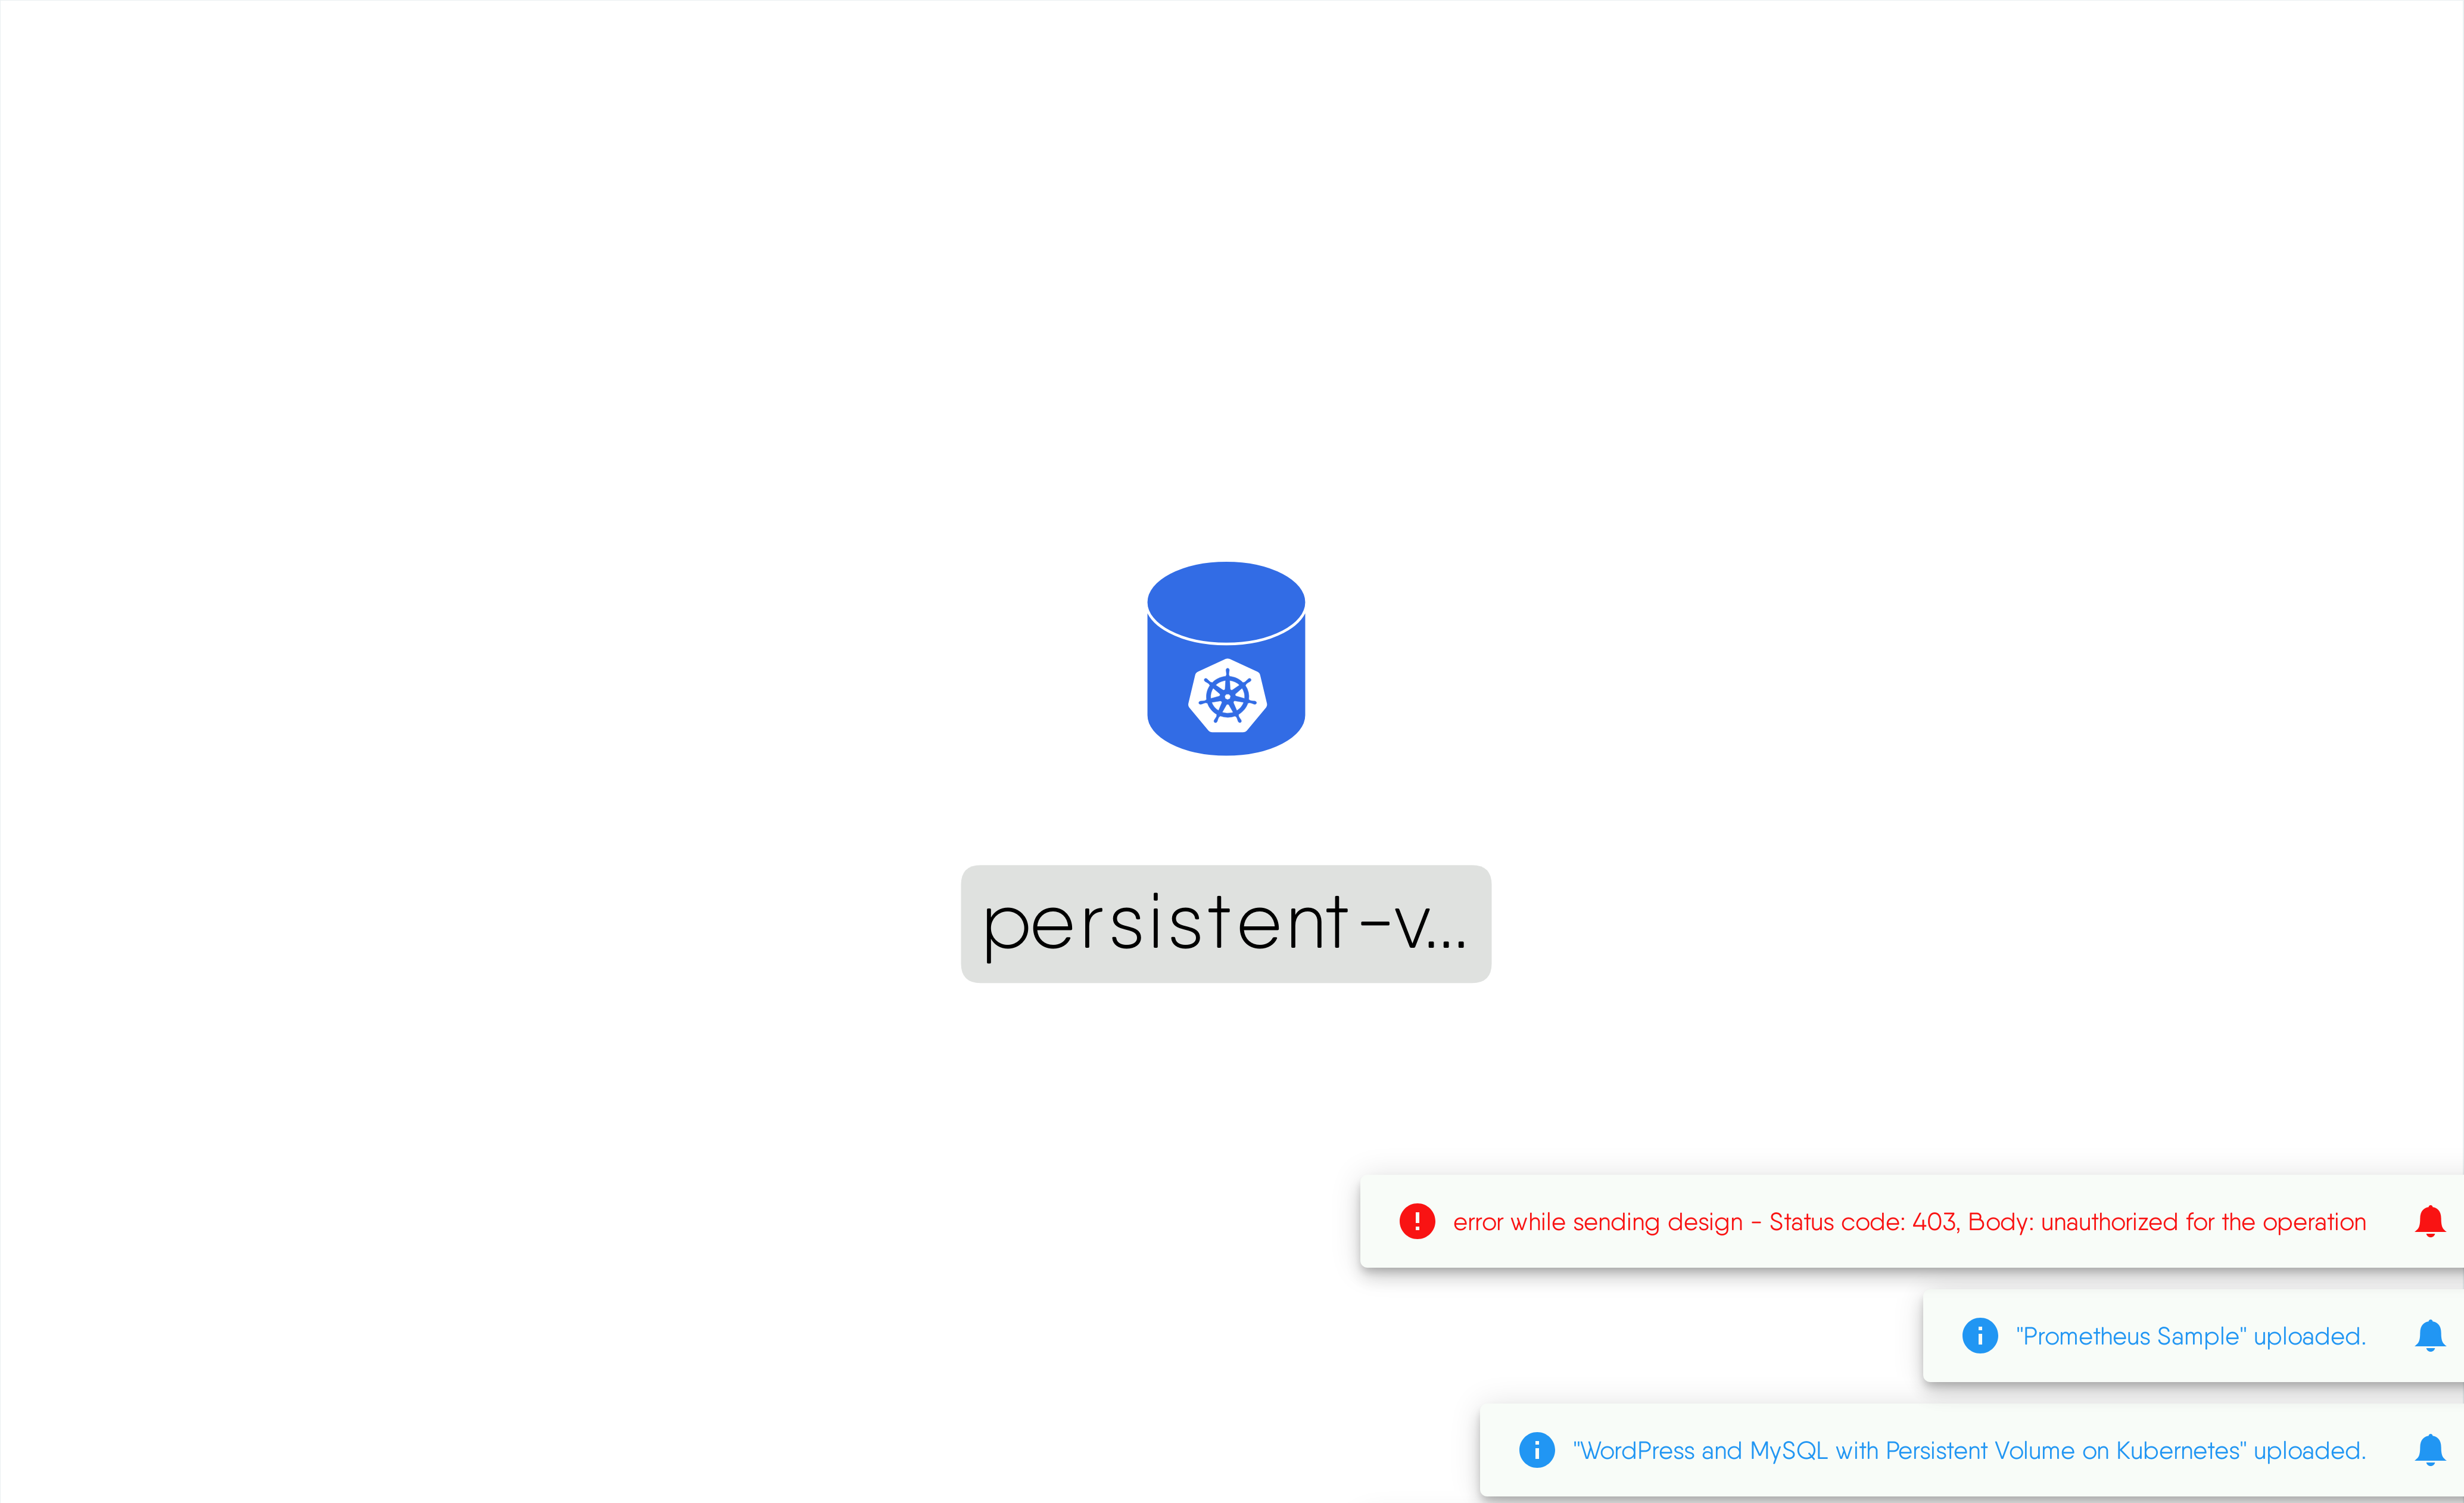 persistent-v...
error while sending design - Status code: 403, Body: unauthorized for the operation
"Prometheus Sample" uploaded.
"WordPress and MySQL with Persistent Volume on Kubernetes" uploaded.